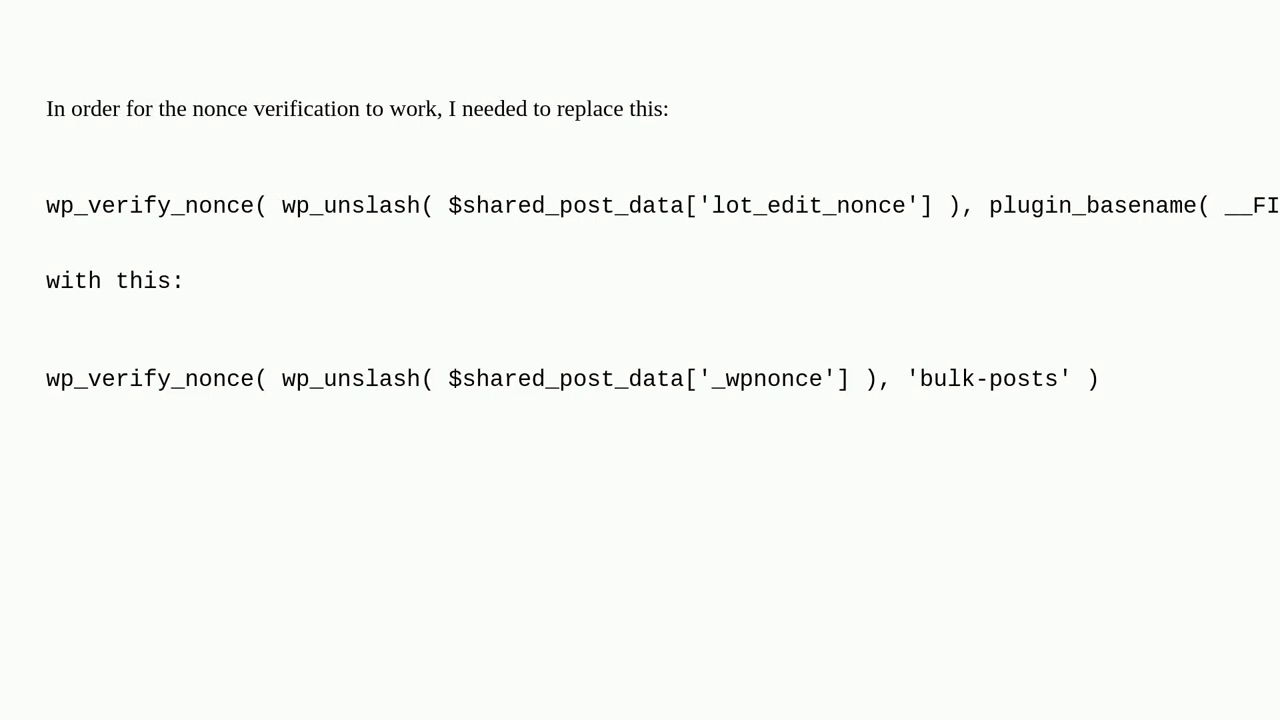 In order for the nonce verification to work, I needed to replace this:
wp_verify_nonce( wp_unslash( $shared_post_data['lot_edit_nonce'] ), plugin_basename( __FI
with this:
wp_verify_nonce( wp_unslash( $shared_post_data['_wpnonce'] ), 'bulk-posts' )